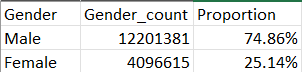 Gender Gender_count Proportion
Male 12201381 74.86%
Female 4096615 25.14%